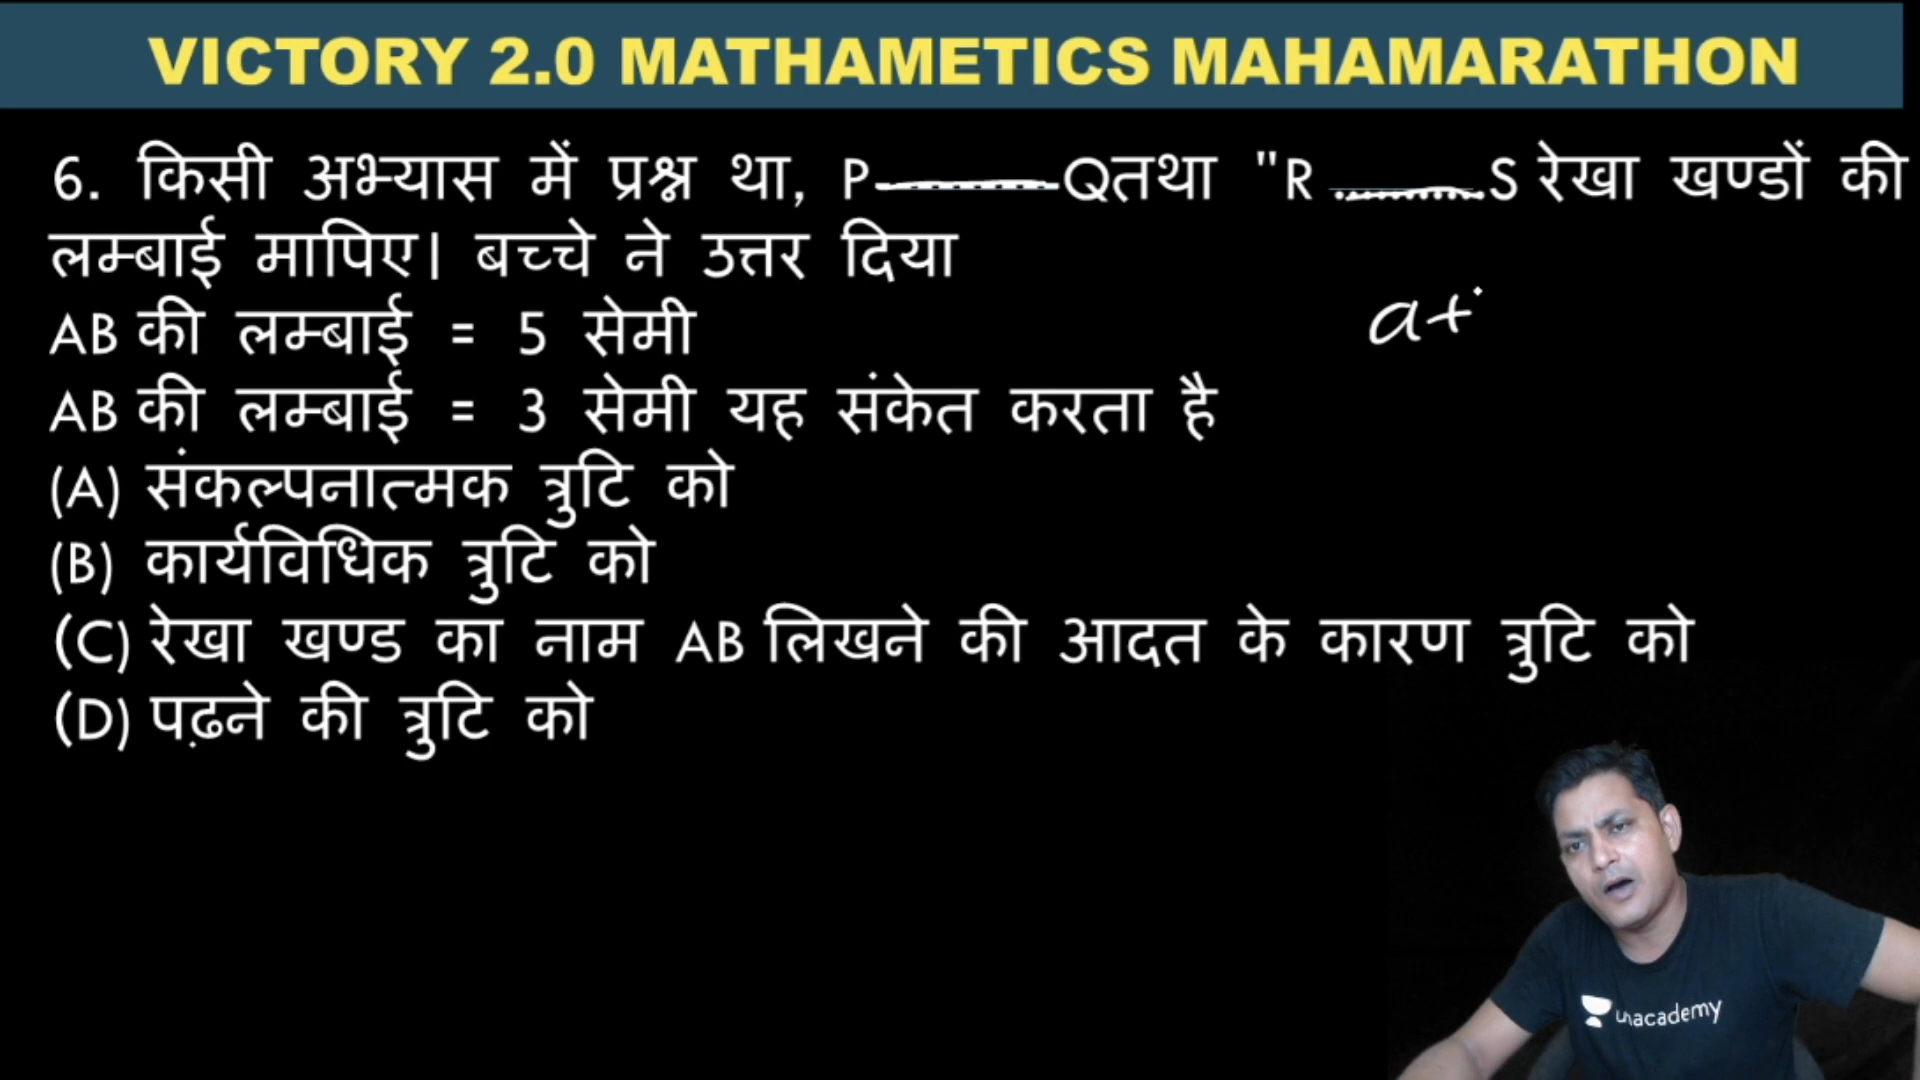 VICTORY 2.0 MATHAMETICS MAHAMARATHON
6. किसी अभ्यास में प्रश्न था, P______Qतथा "R ..........S रेखा खण्डों की
लम्बाई मापिए| बच्चे ने उत्तर दिया
a+
AB की लम्बाई = 5 सेमी
AB की लम्बाई = 3 सेमी यह संकेत करता है
(A) संकल्पनात्मक त्रुटि को
(B) कार्यविधिक त्रुटि को
(C) रेखा खण्ड का नाम AB लिखने की आदत के कारण त्रुटि को
(D) पढ़ने की त्रुटि को
unacademy